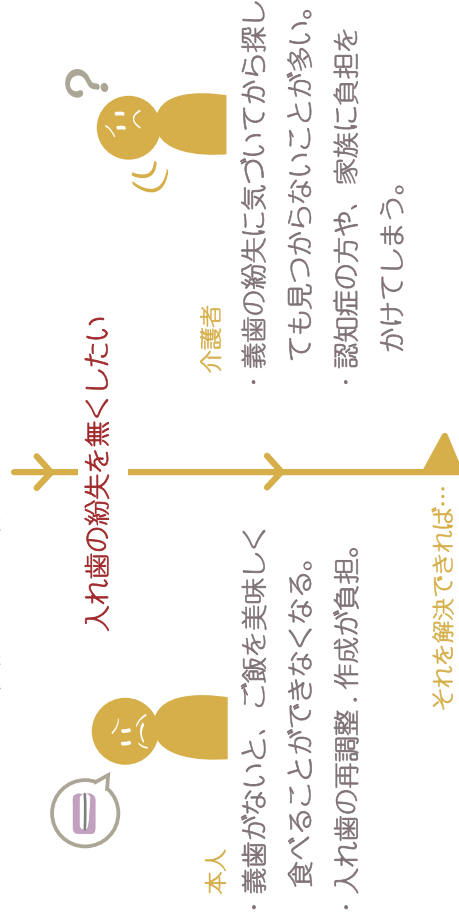 ?
入れ歯の紛失を無くしたい
本人
・義歯がないと、ご飯を美味しく
食べることができなくなる。
・入れ歯の再調整．作成が負担。
介護者
・義歯の紛失に気づいてから探し
ても見つからないことが多い。
・認知症の方や、家族に負担を
かけてしまう。
それを解決できれば…